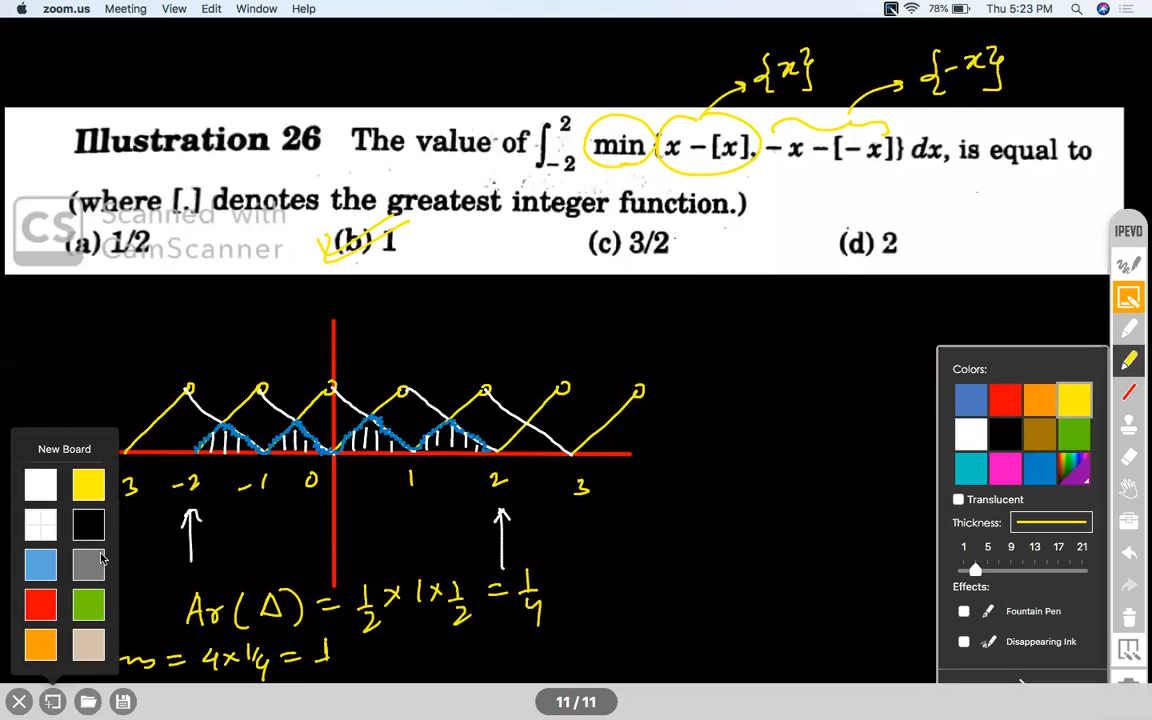 zoom.us Meeting View Edit Window Help 78% Thu 5:23 PM
{x} {-x}
Illustration 26 The value of ∫₋₂² min {x – [x], – x – [– x]} dx, is equal to
(where [.] denotes the greatest integer function.)
CS Scanned with CamScanner
(a) 1/2 (b) 1 (c) 3/2 (d) 2
IPEVO
New Board
3 -2 -1 0 1 2 3
Ar(Δ) = 1/2 × 1 × 1/2 = 1/4
= 4 × 1/4 = 1
Colors:
Translucent
Thickness:
1 5 9 13 17 21
Effects:
Fountain Pen
Disappearing Ink
11 / 11